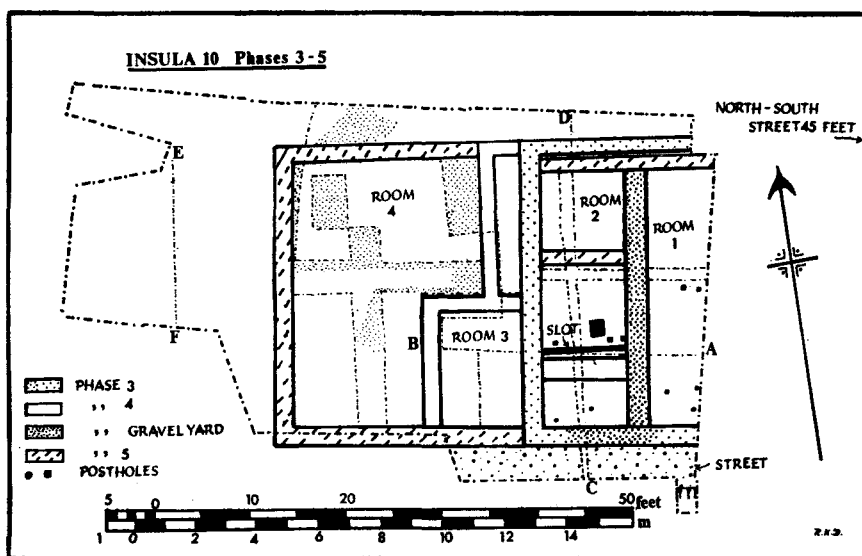 INSULA 10 Phases 3-5
NORTH-SOUTH
STREET 45 FEET
D
E
ROOM
4
ROOM
2
ROOM
1
F
B
ROOM 3
SLOT
A
PHASE 3
,, 4
,, GRAVEL YARD
,, 5
POSTHOLES
STREET
C
5 0 10 20 50 feet
1 0 2 4 6 8 10 12 14 m